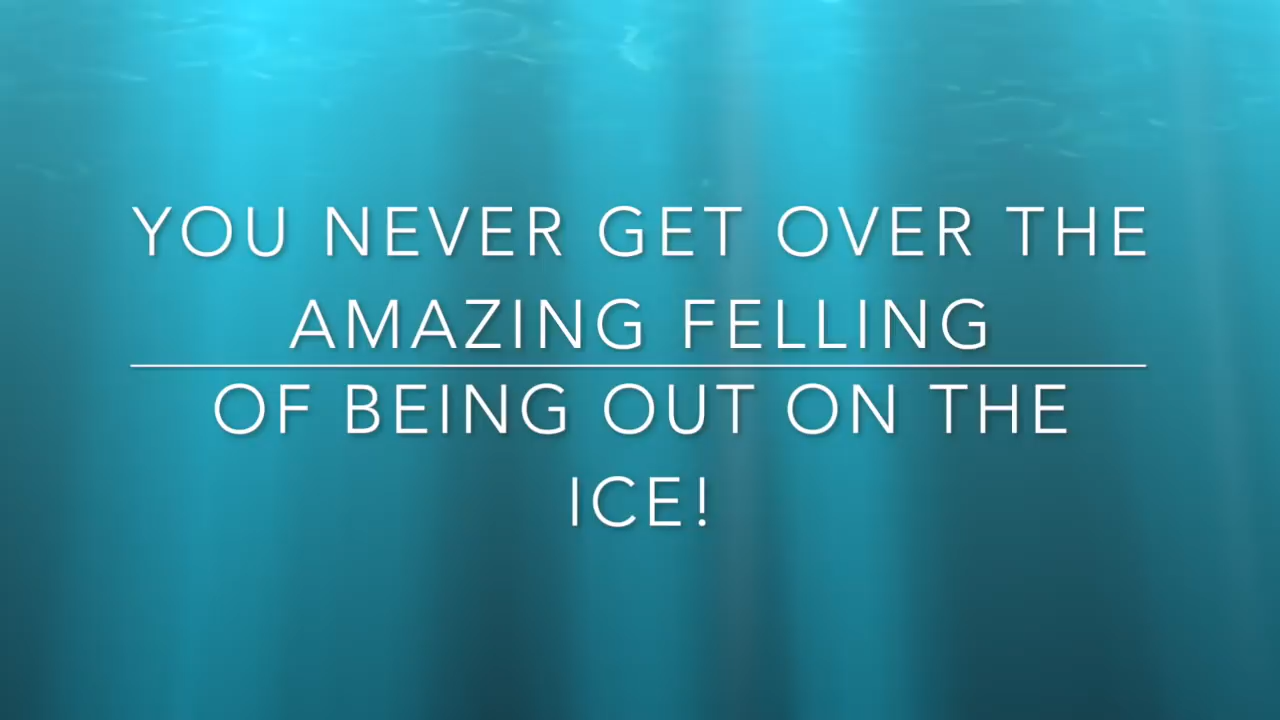 YOU NEVER GET OVER THE
AMAZING FELLING
OF BEING OUT ON THE
ICE!